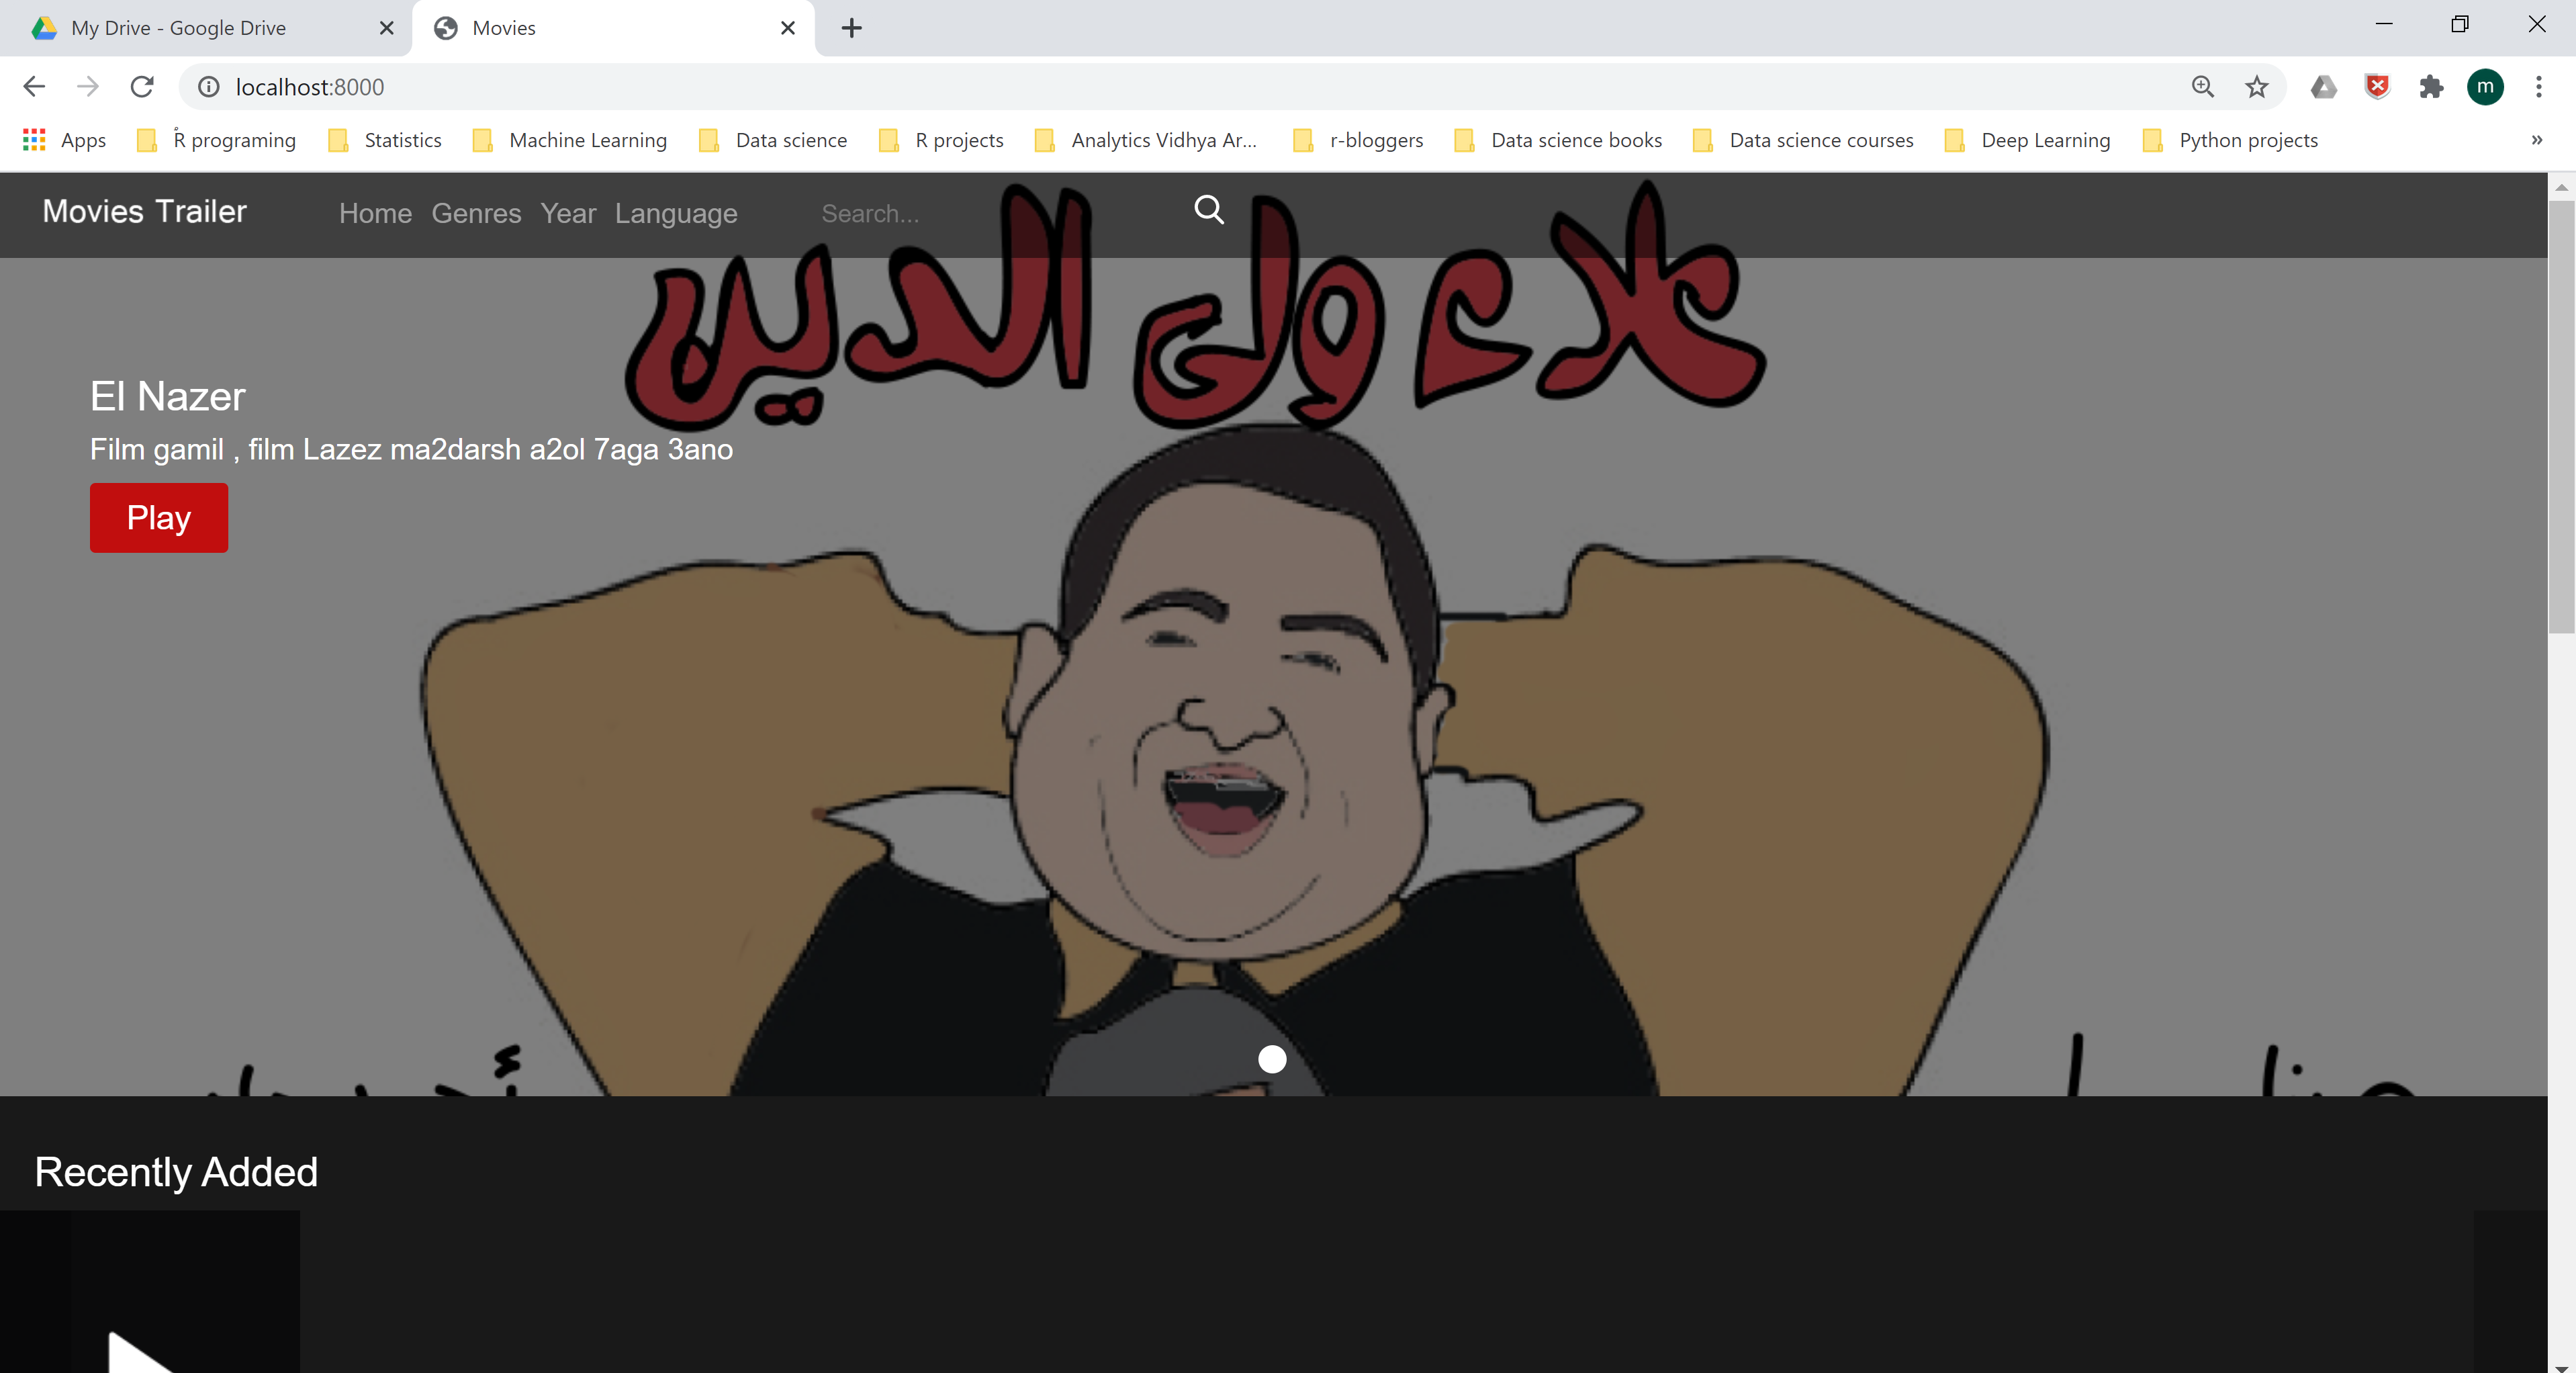 My Drive - Google Drive
Movies
localhost:8000
m
Apps R programing Statistics Machine Learning Data science R projects Analytics Vidhya Ar... r-bloggers Data science books Data science courses Deep Learning Python projects »
Movies Trailer Home Genres Year Language Search...
علاء ولى الدين
El Nazer
Film gamil , film Lazez ma2darsh a2ol 7aga 3ano
Play
Recently Added